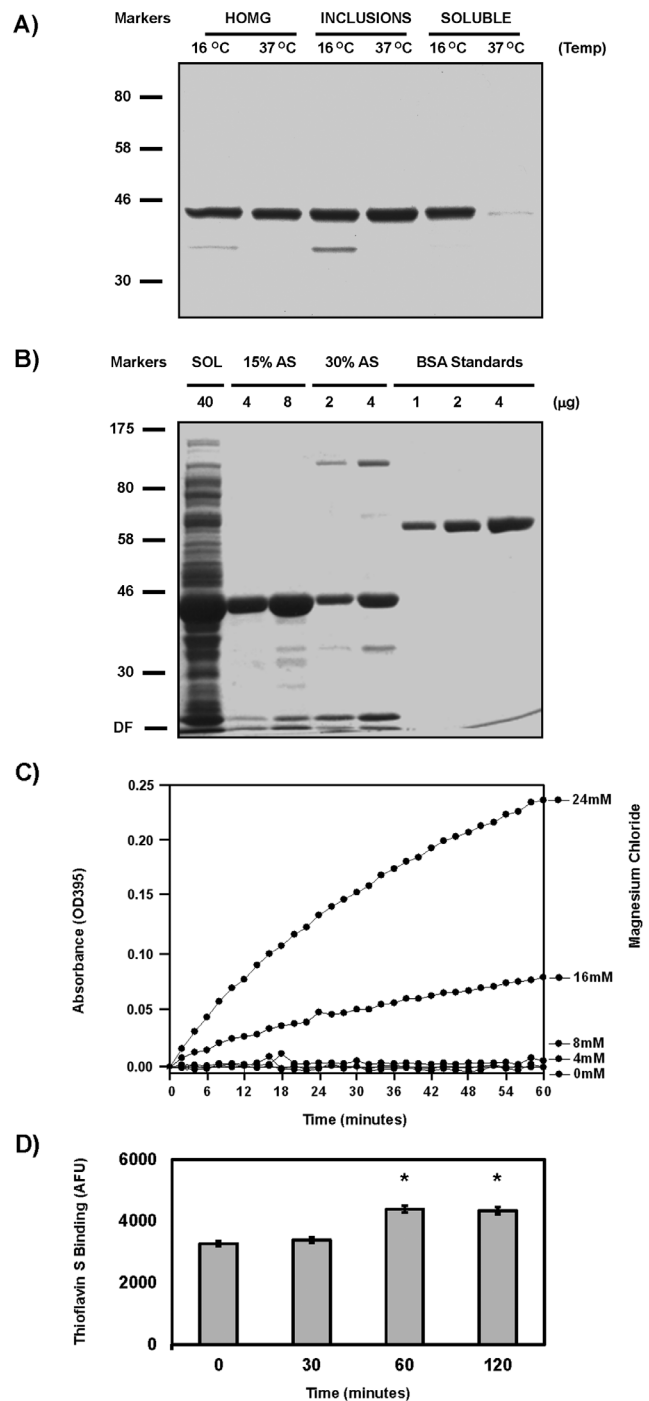 A)
Markers HOMG INCLUSIONS SOLUBLE
16 °C 37 °C 16 °C 37 °C 16 °C 37 °C (Temp)
80
58
46
30
B)
Markers SOL 15% AS 30% AS BSA Standards
40 4 8 2 4 1 2 4 (µg)
175
80
58
46
30
DF
C)
0.25
0.20
0.15
0.10
0.05
0.00
Absorbance (OD395)
24mM
16mM
8mM
4mM
0mM
Magnesium Chloride
0 6 12 18 24 30 36 42 48 54 60
Time (minutes)
D)
6000
4000
2000
0
Thioflavin S Binding (AFU)
* *
0 30 60 120
Time (minutes)